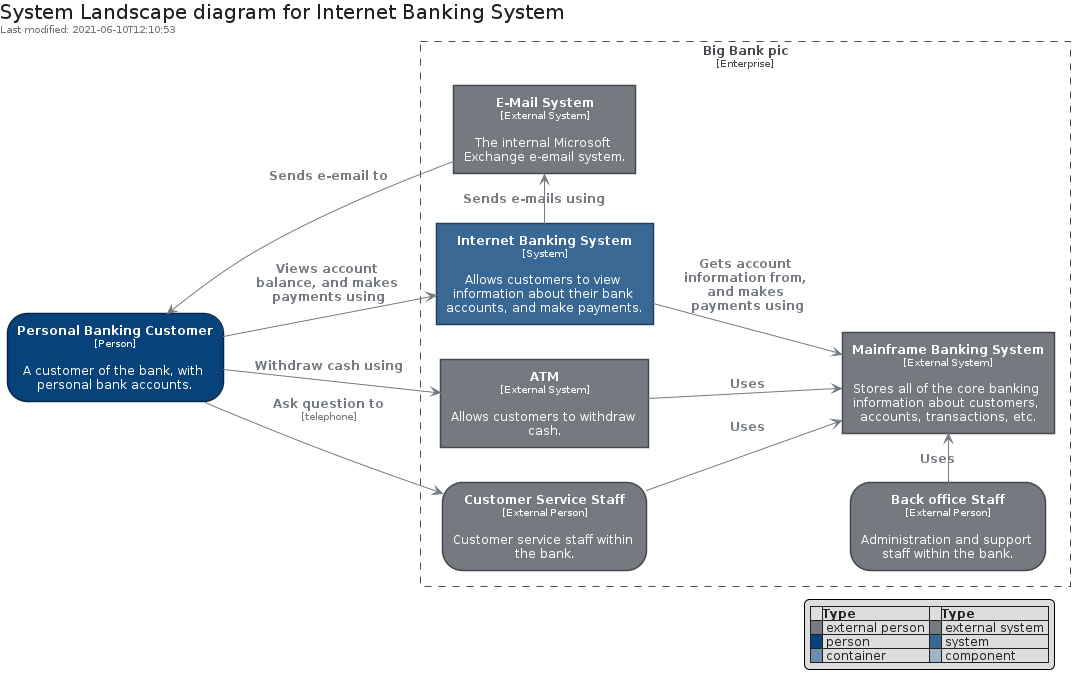 System Landscape diagram for Internet Banking System
Last modified: 2021-06-10T12:10:53
Big Bank pic
[Enterprise]
E-Mail System
[External System]
The internal Microsoft
Exchange e-email system.
Sends e-email to
Sends e-mails using
Internet Banking System
[System]
Allows customers to view
information about their bank
accounts, and make payments.
Views account
balance, and makes
payments using
Gets account
information from,
and makes
payments using
Personal Banking Customer
[Person]
A customer of the bank, with
personal bank accounts.
Withdraw cash using
ATM
[External System]
Allows customers to withdraw
cash.
Uses
Mainframe Banking System
[External System]
Stores all of the core banking
information about customers,
accounts, transactions, etc.
Ask question to
[telephone]
Uses
Uses
Customer Service Staff
[External Person]
Customer service staff within
the bank.
Back office Staff
[External Person]
Administration and support
staff within the bank.
Type Type
external person external system
person system
container component